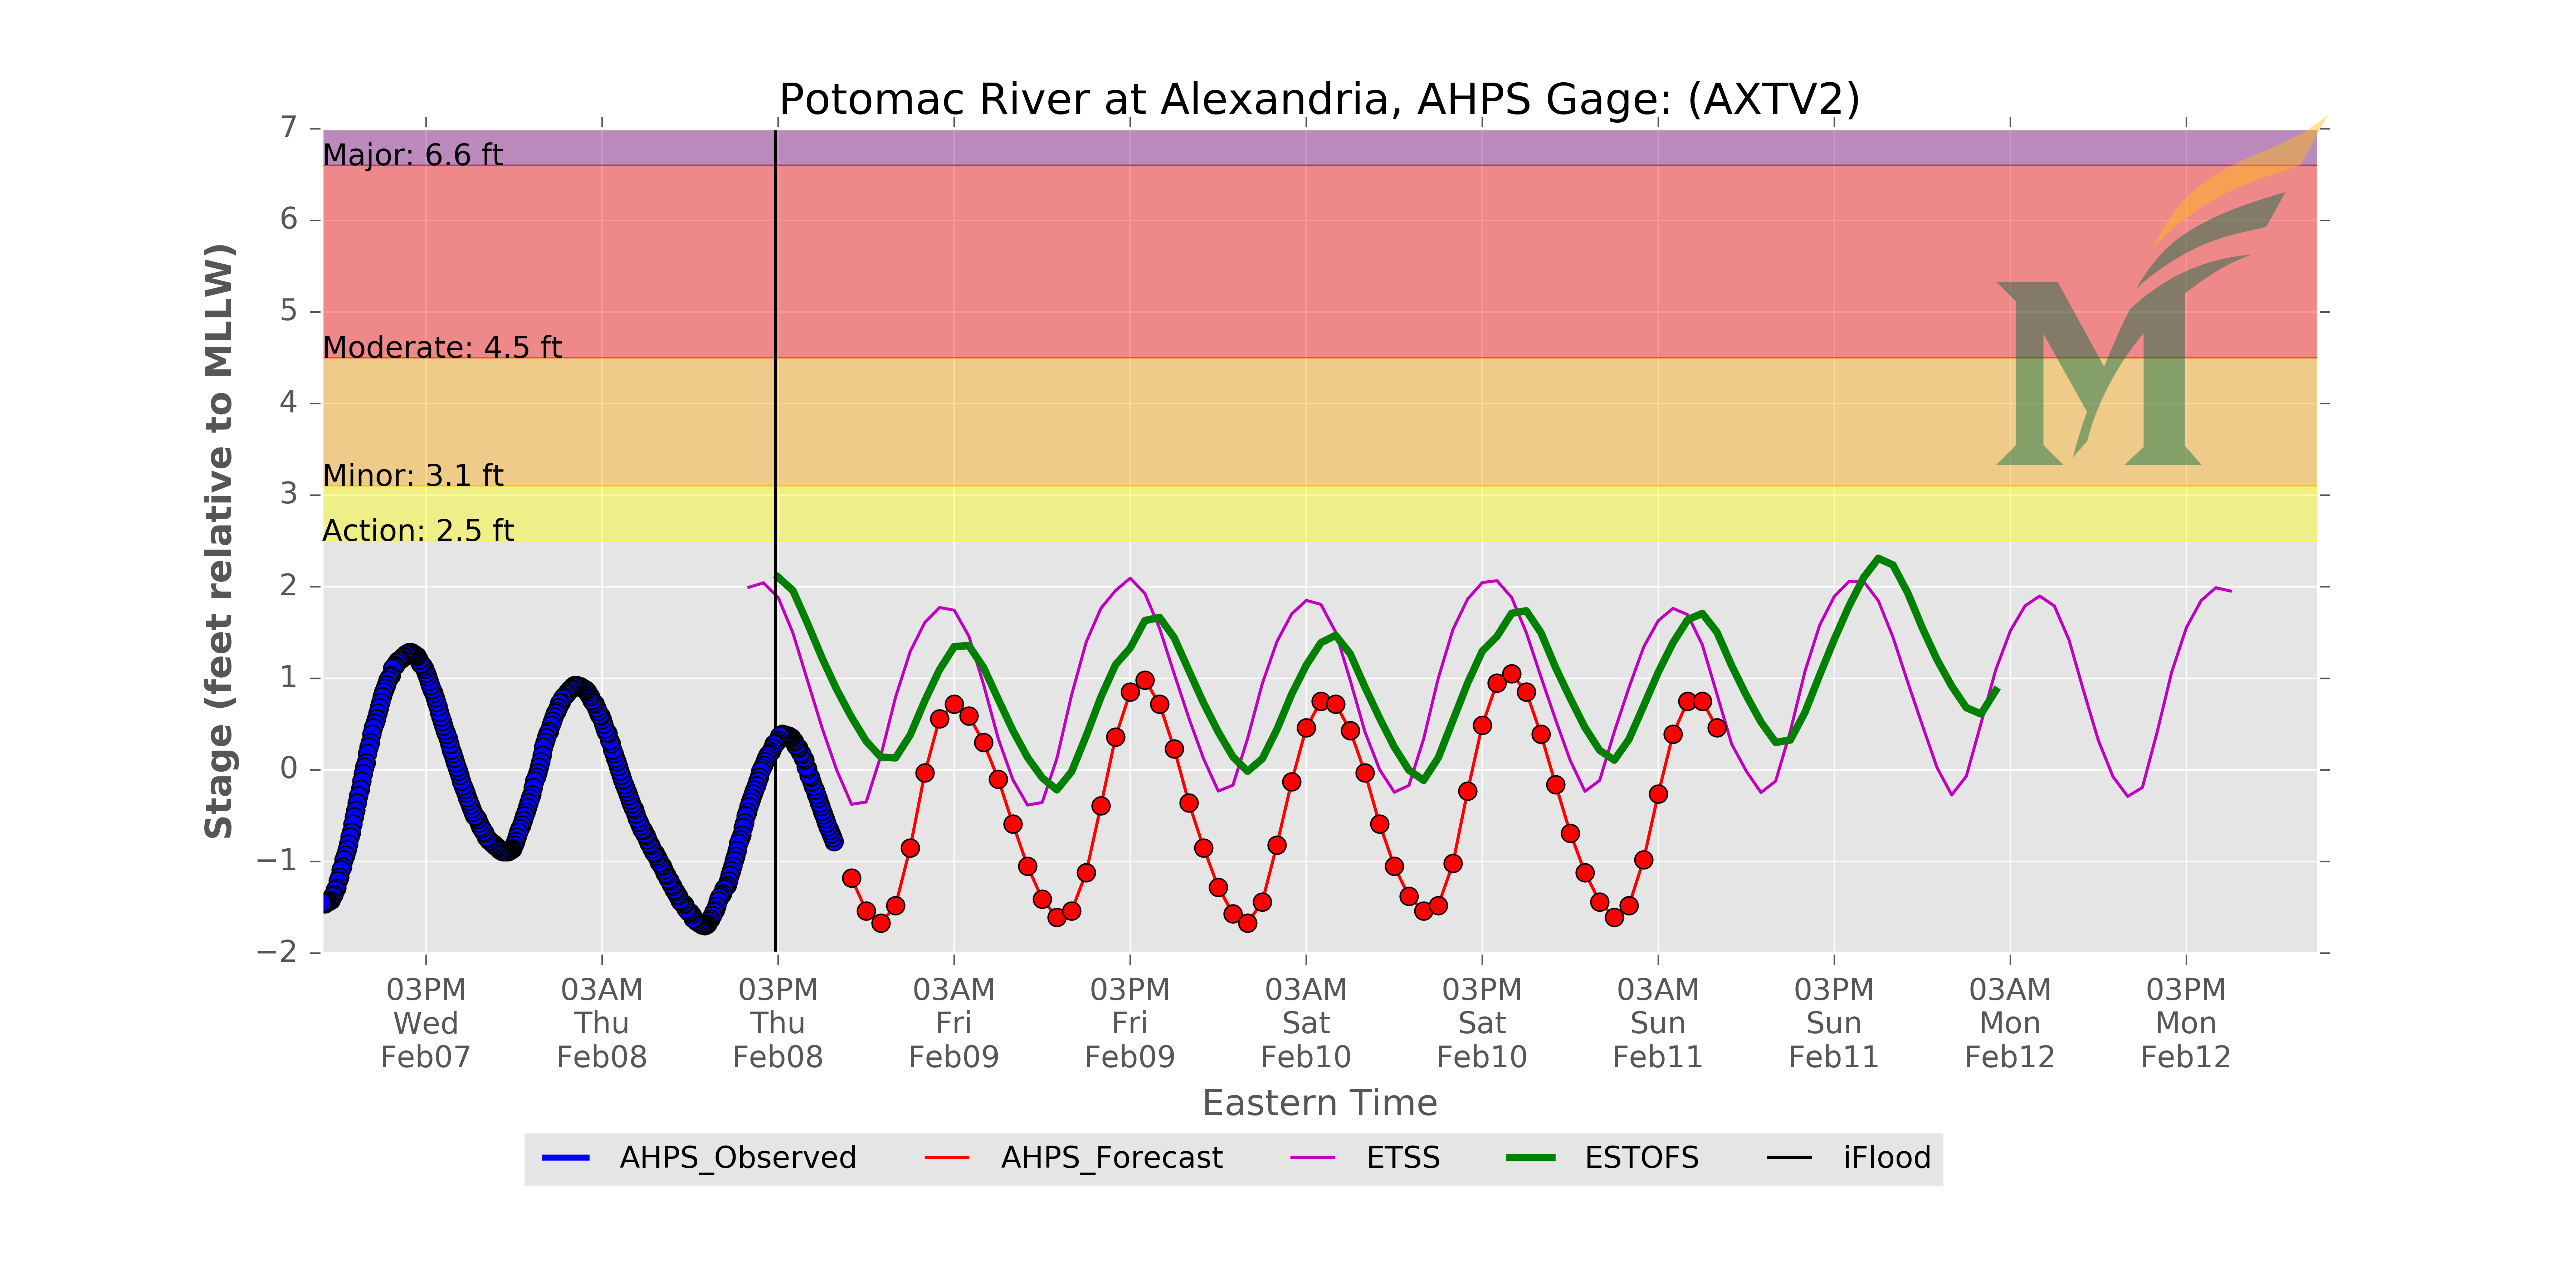 Potomac River at Alexandria, AHPS Gage: (AXTV2)
7
Major: 6.6 ft
6
5
Moderate: 4.5 ft
4
Minor: 3.1 ft
3
Action: 2.5 ft
2
1
0
−1
−2
Stage (feet relative to MLLW)
03PM 03AM 03PM 03AM 03PM 03AM 03PM 03AM 03PM 03AM 03PM
Wed Thu Thu Fri Fri Sat Sat Sun Sun Mon Mon
Feb07 Feb08 Feb08 Feb09 Feb09 Feb10 Feb10 Feb11 Feb11 Feb12 Feb12
Eastern Time
AHPS_Observed AHPS_Forecast ETSS ESTOFS iFlood